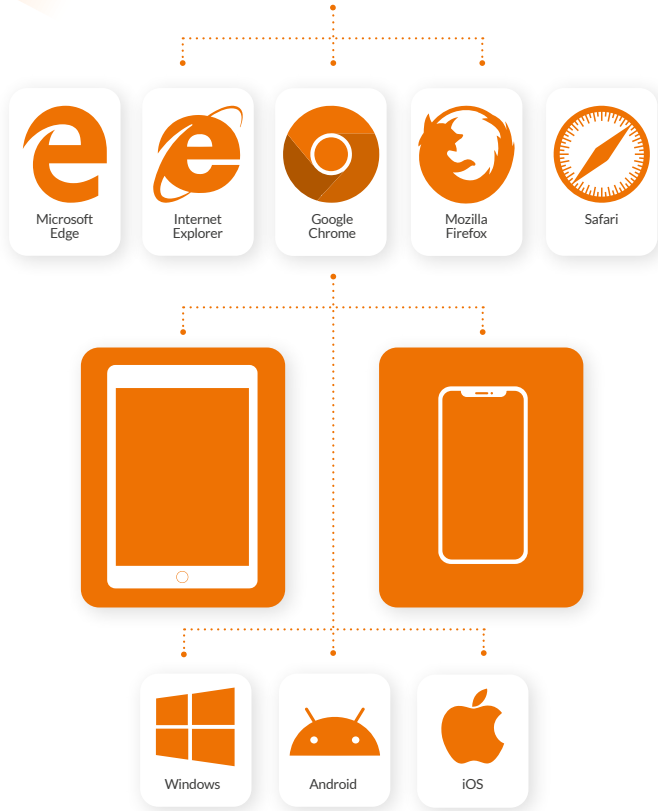 Microsoft
Edge
Internet
Explorer
Google
Chrome
Mozilla
Firefox
Safari
Windows
Android
iOS